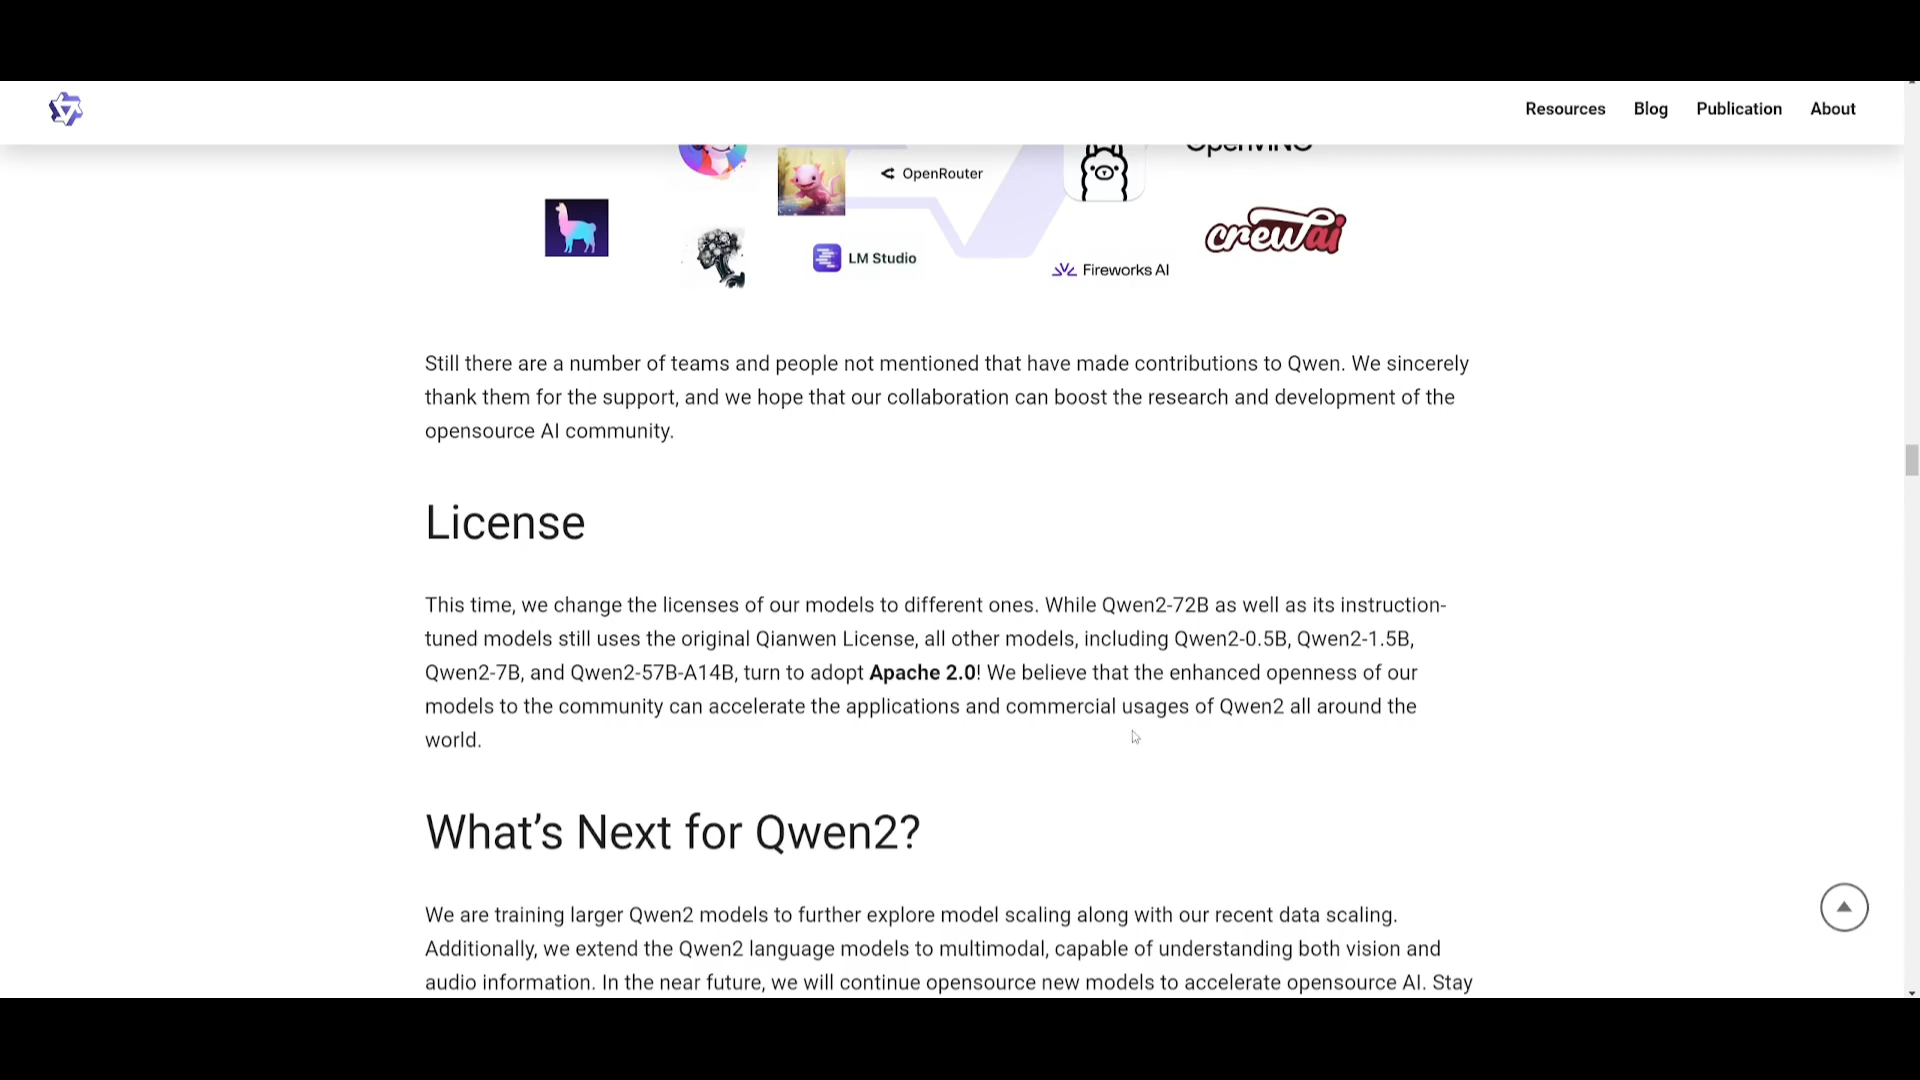 Resources Blog Publication About
OpenVINO
OpenRouter
crewai
LM Studio
Fireworks AI
Still there are a number of teams and people not mentioned that have made contributions to Qwen. We sincerely
thank them for the support, and we hope that our collaboration can boost the research and development of the
opensource AI community.
License
This time, we change the licenses of our models to different ones. While Qwen2-72B as well as its instruction-
tuned models still uses the original Qianwen License, all other models, including Qwen2-0.5B, Qwen2-1.5B,
Qwen2-7B, and Qwen2-57B-A14B, turn to adopt Apache 2.0! We believe that the enhanced openness of our
models to the community can accelerate the applications and commercial usages of Qwen2 all around the
world.
What’s Next for Qwen2?
We are training larger Qwen2 models to further explore model scaling along with our recent data scaling.
Additionally, we extend the Qwen2 language models to multimodal, capable of understanding both vision and
audio information. In the near future, we will continue opensource new models to accelerate opensource AI. Stay